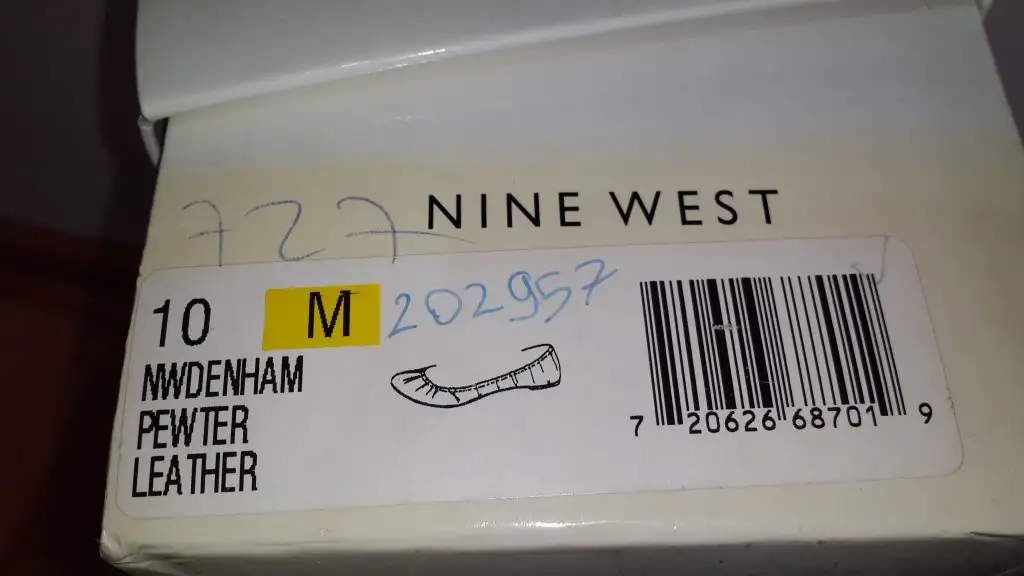 727 NINE WEST
10 M 202957
NWDENHAM
PEWTER
LEATHER
7 20626 68701 9